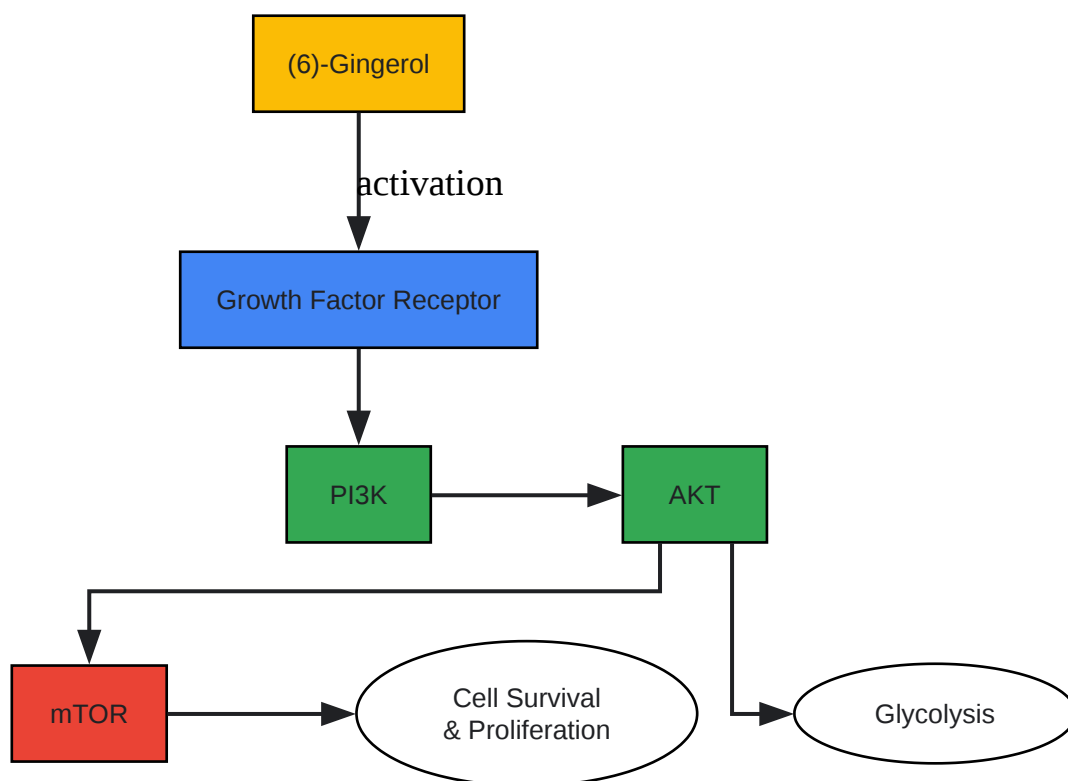 (6)-Gingerol
activation
Growth Factor Receptor
PI3K
AKT
mTOR
Cell Survival
& Proliferation
Glycolysis